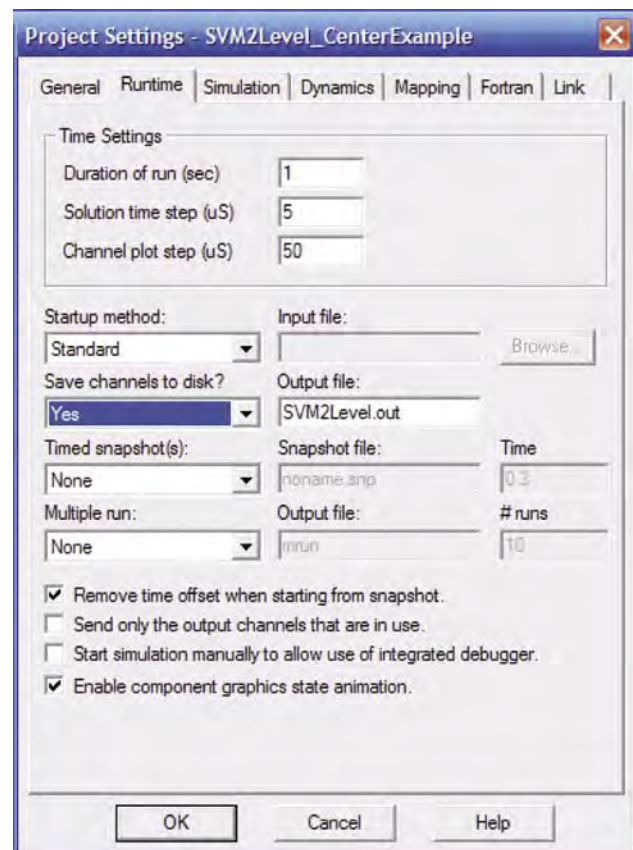 Project Settings - SVM2Level_CenterExample
General Runtime Simulation Dynamics Mapping Fortran Link
Time Settings
Duration of run (sec) 1
Solution time step (uS) 5
Channel plot step (uS) 50
Startup method: Input file:
Standard Browse...
Save channels to disk? Output file:
Yes SVM2Level.out
Timed snapshot(s): Snapshot file: Time
None noname.snp 0.3
Multiple run: Output file: # runs
None mrun 10
Remove time offset when starting from snapshot.
Send only the output channels that are in use.
Start simulation manually to allow use of integrated debugger.
Enable component graphics state animation.
OK Cancel Help